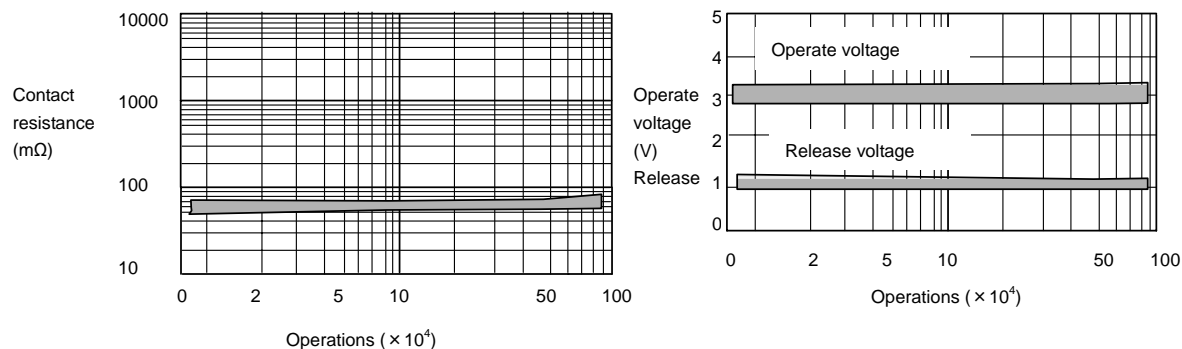 10000
1000
100
10
Contact
resistance
(mΩ)
0 2 5 10 50 100
Operations (×10⁴)
5
4
3
2
1
0
Operate
voltage
(V)
Release
Operate voltage
Release voltage
0 2 5 10 50 100
Operations (×10⁴)